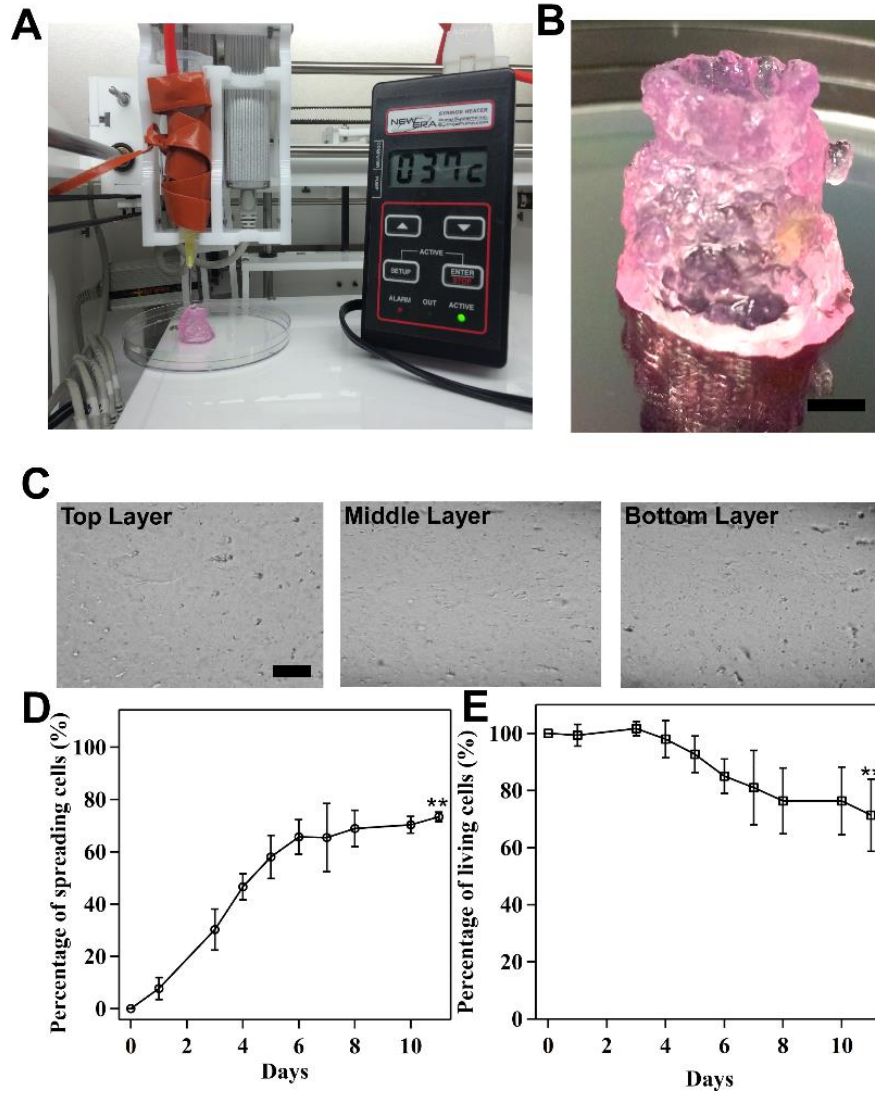 A
SYRINGE HEATER
NEW ERA
037c
ACTIVE
SETUP
ENTER
STOP
ALARM OUT ACTIVE
B
C
Top Layer
Middle Layer
Bottom Layer
D
Percentage of spreading cells (%)
100
80
60
40
20
0
**
0 2 4 6 8 10
Days
E
Percentage of living cells (%)
100
80
60
40
20
0
**
0 2 4 6 8 10
Days